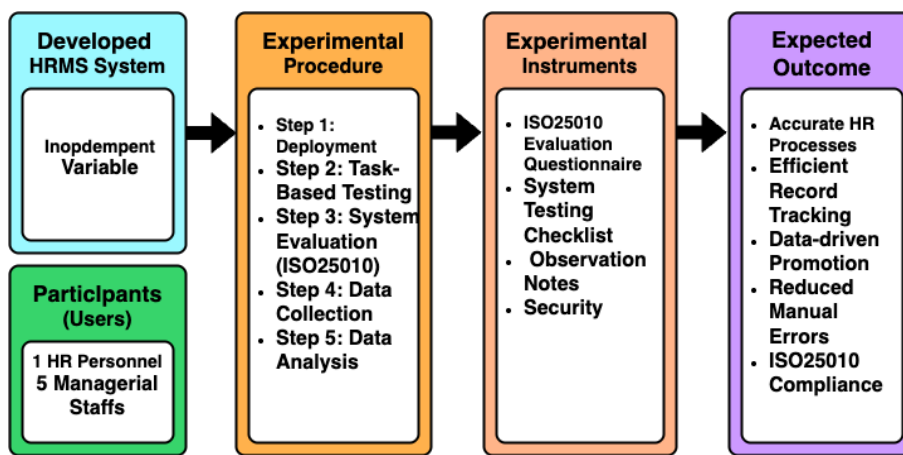 Developed
HRMS System
Inopdempent
Variable
Particlpants
(Users)
1 HR Personnel
5 Managerial
Staffs
Experimental
Procedure
• Step 1:
Deployment
• Step 2: Task-
Based Testing
• Step 3: System
Evaluation
(ISO25010)
• Step 4: Data
Collection
• Step 5: Data
Analysis
Experimental
Instruments
• ISO25010
Evaluation
Questionnaire
• System
Testing
Checklist
• Observation
Notes
• Security
Expected
Outcome
• Accurate HR
Processes
• Efficient
Record
Tracking
• Data-driven
Promotion
• Reduced
Manual
Errors
• ISO25010
Compliance